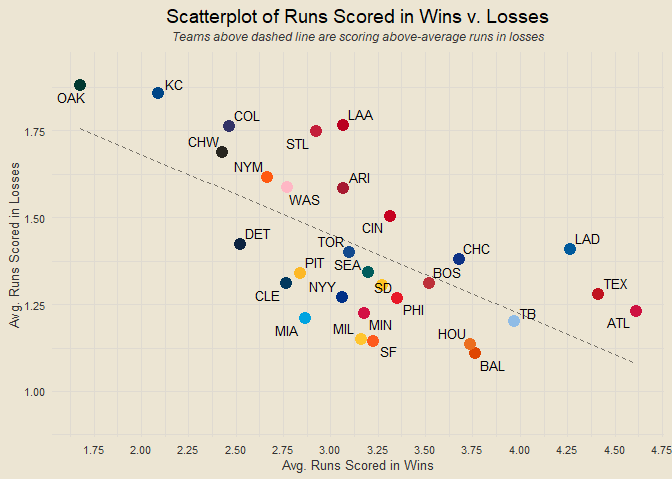 Scatterplot of Runs Scored in Wins v. Losses
Teams above dashed line are scoring above-average runs in losses
OAK
KC
COL
LAA
CHW
STL
NYM
WAS
ARI
CIN
DET
TOR
CHC
LAD
PIT
SEA
BOS
CLE
NYY
SD
PHI
TEX
MIA
MIL
MIN
SF
HOU
BAL
TB
ATL
Avg. Runs Scored in Losses
1.75
1.50
1.25
1.00
1.75
2.00
2.25
2.50
2.75
3.00
3.25
3.50
3.75
4.00
4.25
4.50
4.75
Avg. Runs Scored in Wins